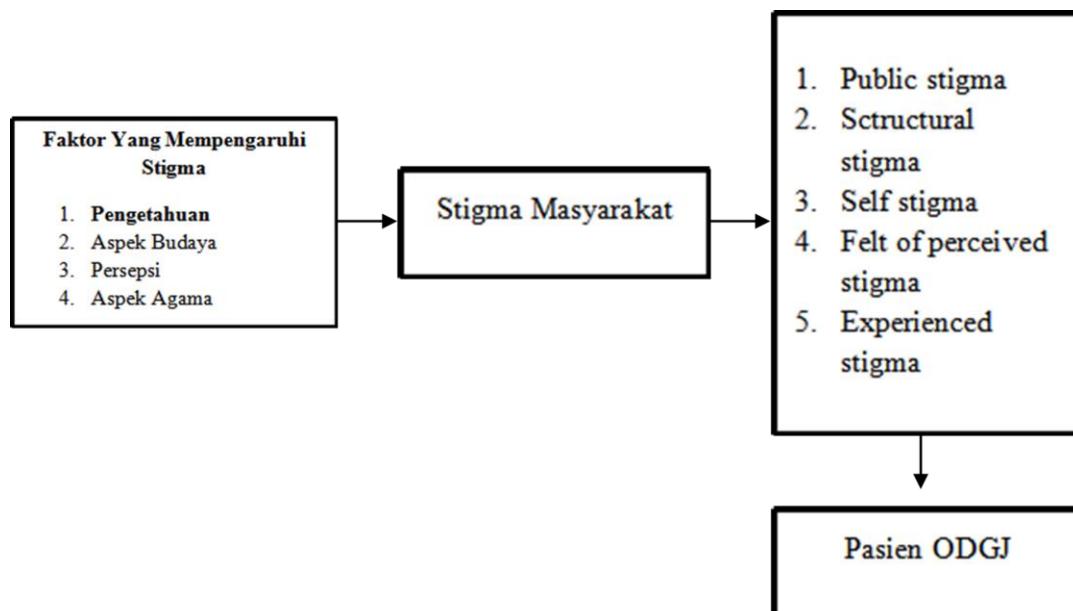 Faktor Yang Mempengaruhi
Stigma
1. Pengetahuan
2. Aspek Budaya
3. Persepsi
4. Aspek Agama
Stigma Masyarakat
1. Public stigma
2. Sctructural
stigma
3. Self stigma
4. Felt of perceived
stigma
5. Experienced
stigma
Pasien ODGJ